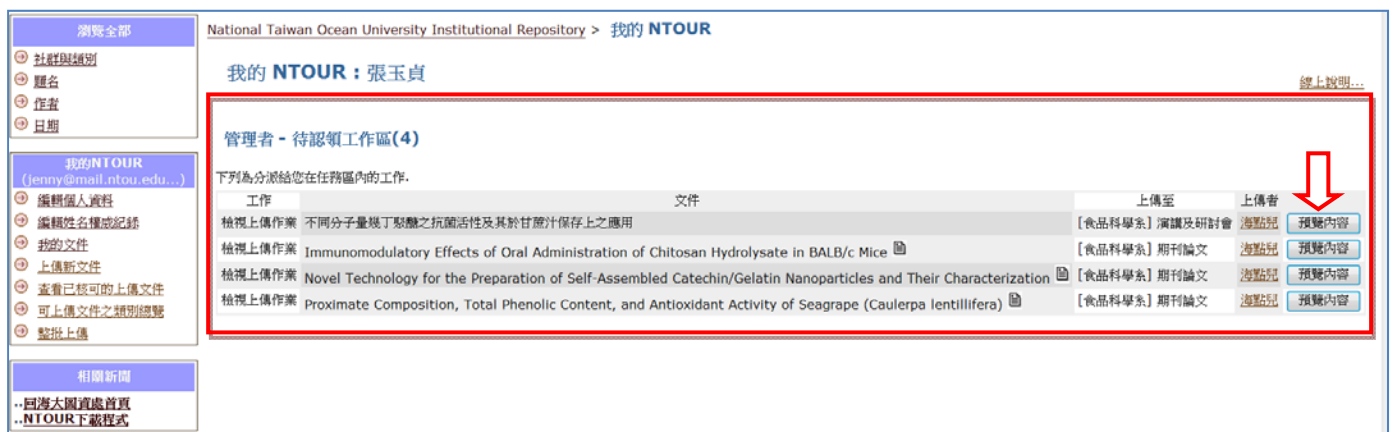 瀏覽全部
社群與類別
題名
作者
日期
我的NTOUR
(jenny@mail.ntou.edu...)
編輯個人資料
編輯姓名權威紀錄
我的文件
上傳新文件
查看已核可的上傳文件
可上傳文件之類別總覽
整批上傳
相關新聞
..回海大圖資處首頁
..NTOUR下載程式
National Taiwan Ocean University Institutional Repository > 我的 NTOUR
我的 NTOUR : 張玉貞
線上說明...
管理者 - 待認領工作區(4)
下列為分派給您在任務區內的工作.
工作 文件 上傳至 上傳者
檢視上傳作業 不同分子量幾丁聚醣之抗菌活性及其於甘蔗汁保存上之應用 [食品科學系] 演講及研討會 海點兒 預覽內容
檢視上傳作業 Immunomodulatory Effects of Oral Administration of Chitosan Hydrolysate in BALB/c Mice [食品科學系] 期刊論文 海點兒 預覽內容
檢視上傳作業 Novel Technology for the Preparation of Self-Assembled Catechin/Gelatin Nanoparticles and Their Characterization [食品科學系] 期刊論文 海點兒 預覽內容
檢視上傳作業 Proximate Composition, Total Phenolic Content, and Antioxidant Activity of Seagrape (Caulerpa lentillifera) [食品科學系] 期刊論文 海點兒 預覽內容